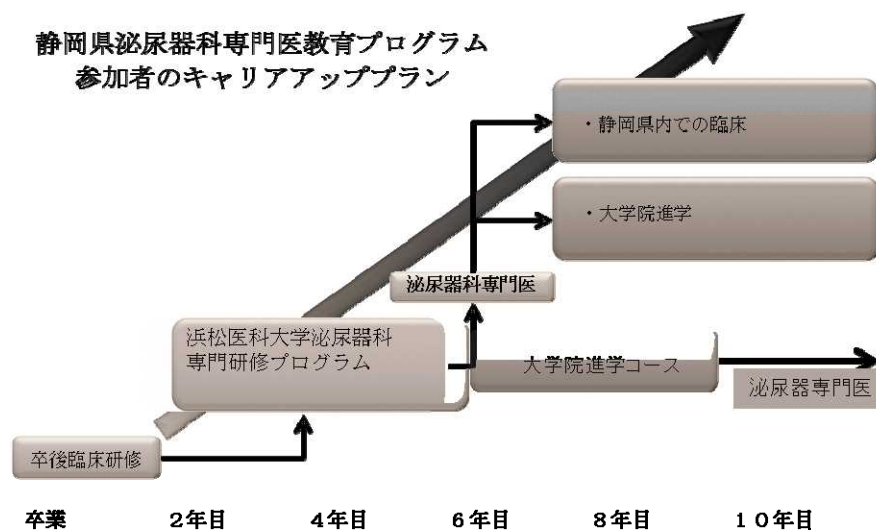 静岡県泌尿器科専門医教育プログラム
参加者のキャリアアッププラン
・静岡県内での臨床
・大学院進学
泌尿器科専門医
浜松医科大学泌尿器科
専門研修プログラム
大学院進学コース
泌尿器専門医
卒後臨床研修
卒業 2年目 4年目 6年目 8年目 10年目